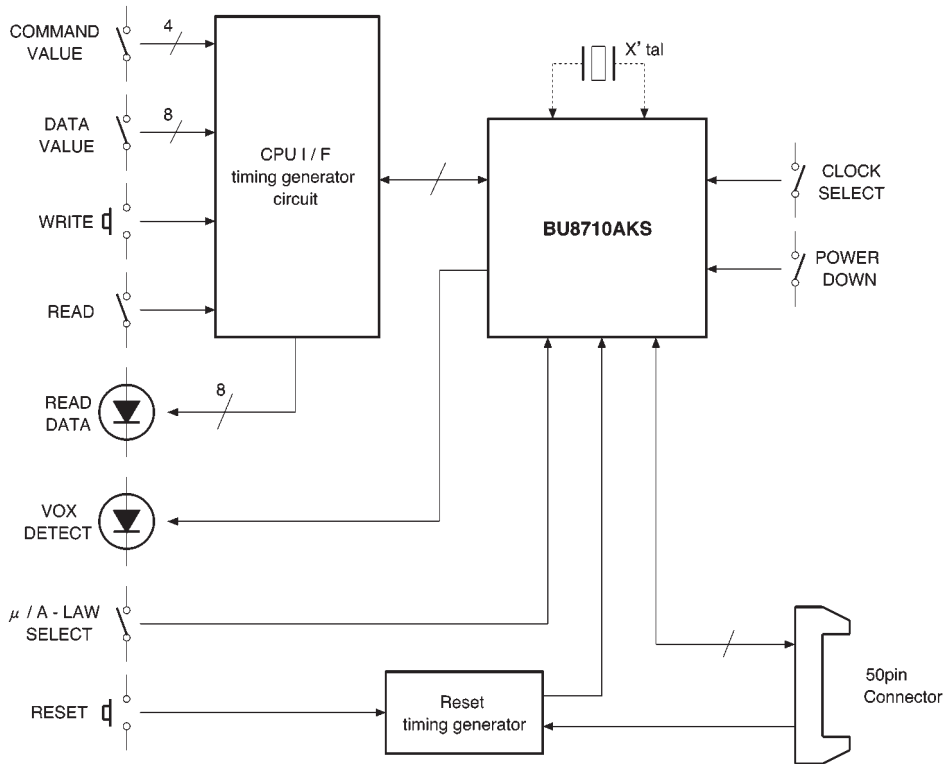 COMMAND
VALUE
4
DATA
VALUE
8
WRITE
READ
CPU I / F
timing generator
circuit
X' tal
BU8710AKS
CLOCK
SELECT
POWER
DOWN
READ
DATA
8
VOX
DETECT
μ / A - LAW
SELECT
RESET
Reset
timing generator
50pin
Connector